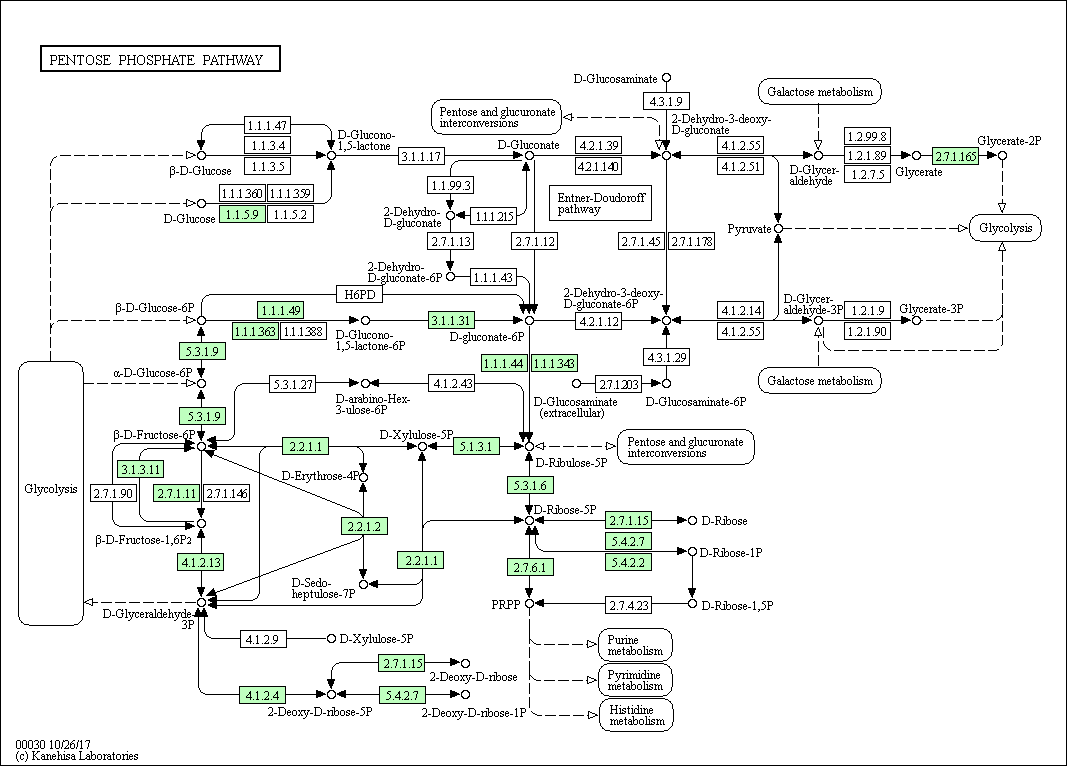 PENTOSE PHOSPHATE PATHWAY
D-Glucosaminate
4.3.1.9
Galactose metabolism
Pentose and glucuronate
interconversions
2-Dehydro-3-deoxy-
D-gluconate
1.1.1.47
D-Glucono-
1,5-lactone
1.1.3.4
1.1.3.5
β-D-Glucose
3.1.1.17
D-Gluconate
4.2.1.39
4.2.1.140
4.2.1.55
4.2.1.51
D-Glycer-
aldehyde
1.2.99.8
1.2.1.89
1.2.7.5
Glycerate
2.7.1.165
Glycerate-2P
1.1.1.360
1.1.1.359
1.1.5.9
1.1.5.2
D-Glucose
1.1.99.3
2-Dehydro-
D-gluconate
1.1.1.215
Entner-Doudoroff
pathway
2.7.1.13
2.7.1.12
2.7.1.45
2.7.1.178
Pyruvate
Glycolysis
2-Dehydro-
D-gluconate-6P
1.1.1.43
H6PD
β-D-Glucose-6P
1.1.1.49
1.1.1.363
1.1.1.388
D-Glucono-
1,5-lactone-6P
3.1.1.31
D-gluconate-6P
2-Dehydro-3-deoxy-
D-gluconate-6P
4.2.1.12
4.1.2.14
4.1.2.55
D-Glycer-
aldehyde-3P
1.2.1.9
1.2.1.90
Glycerate-3P
5.3.1.9
1.1.1.44
1.1.1.343
4.3.1.29
α-D-Glucose-6P
5.3.1.27
D-arabino-Hex-
3-ulose-6P
4.1.2.43
2.7.1.203
D-Glucosaminate
(extracellular)
D-Glucosaminate-6P
Galactose metabolism
5.3.1.9
β-D-Fructose-6P
2.2.1.1
D-Xylulose-5P
5.1.3.1
D-Ribulose-5P
Pentose and glucuronate
interconversions
3.1.3.11
2.7.1.90
2.7.1.11
2.7.1.146
D-Erythrose-4P
5.3.1.6
Glycolysis
β-D-Fructose-1,6P2
2.2.1.2
D-Ribose-5P
2.7.1.15
D-Ribose
5.4.2.7
5.4.2.2
D-Ribose-1P
4.1.2.13
2.2.1.1
2.7.6.1
D-Sedo-
heptulose-7P
D-Glyceraldehyde-
3P
PRPP
2.7.4.23
D-Ribose-1,5P
4.1.2.9
D-Xylulose-5P
Purine
metabolism
2.7.1.15
2-Deoxy-D-ribose
Pyrimidine
metabolism
4.1.2.4
5.4.2.7
2-Deoxy-D-ribose-5P
2-Deoxy-D-ribose-1P
Histidine
metabolism
00030 10/26/17
(c) Kanehisa Laboratories